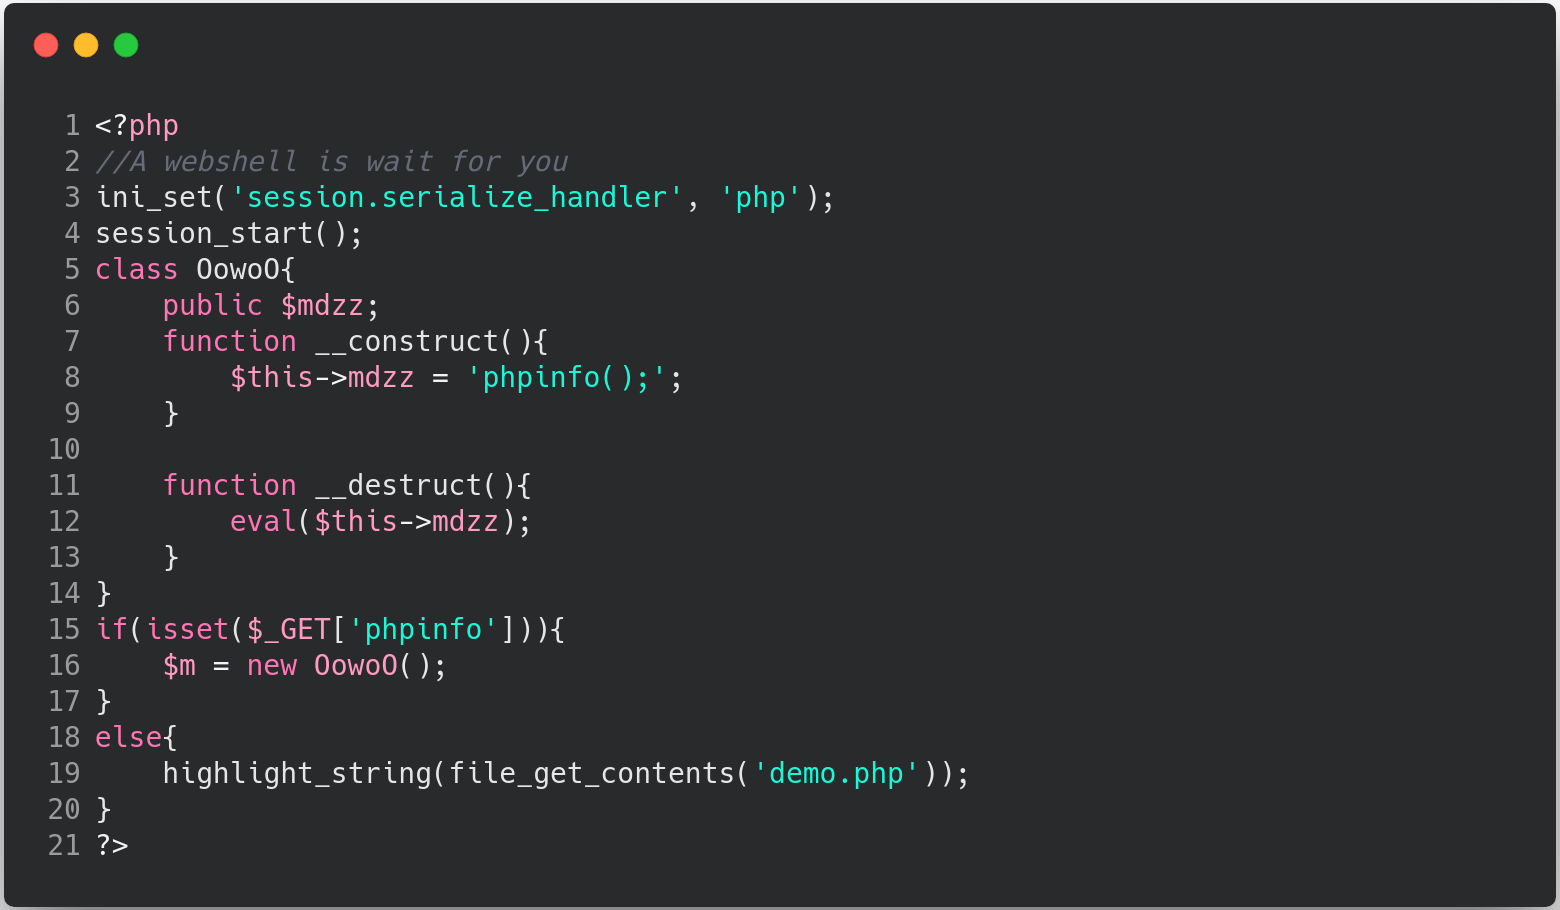 1 <?php
2 //A webshell is wait for you
3 ini_set('session.serialize_handler', 'php');
4 session_start();
5 class OowoO{
6     public $mdzz;
7     function __construct(){
8         $this->mdzz = 'phpinfo();';
9     }
10
11     function __destruct(){
12         eval($this->mdzz);
13     }
14 }
15 if(isset($_GET['phpinfo'])){
16     $m = new OowoO();
17 }
18 else{
19     highlight_string(file_get_contents('demo.php'));
20 }
21 ?>